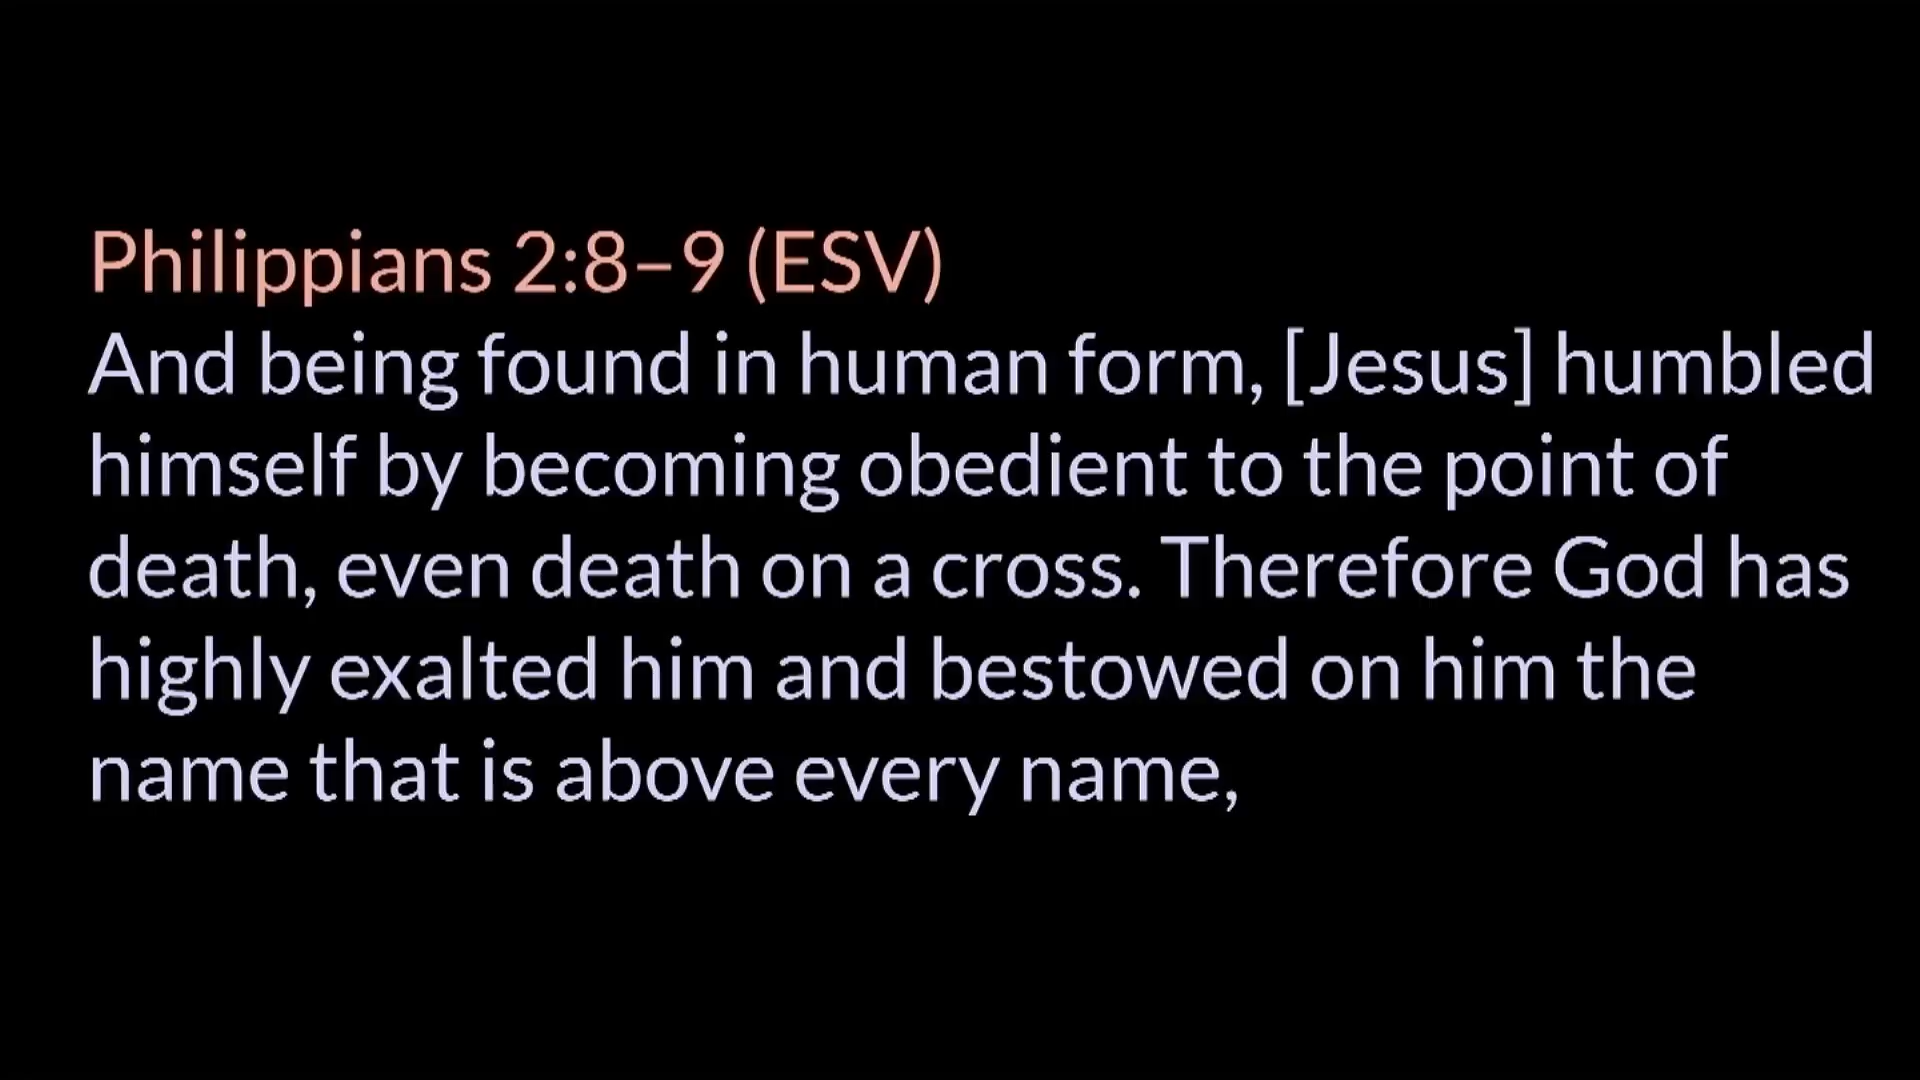 Philippians 2:8–9 (ESV)
And being found in human form, [Jesus] humbled
himself by becoming obedient to the point of
death, even death on a cross. Therefore God has
highly exalted him and bestowed on him the
name that is above every name,